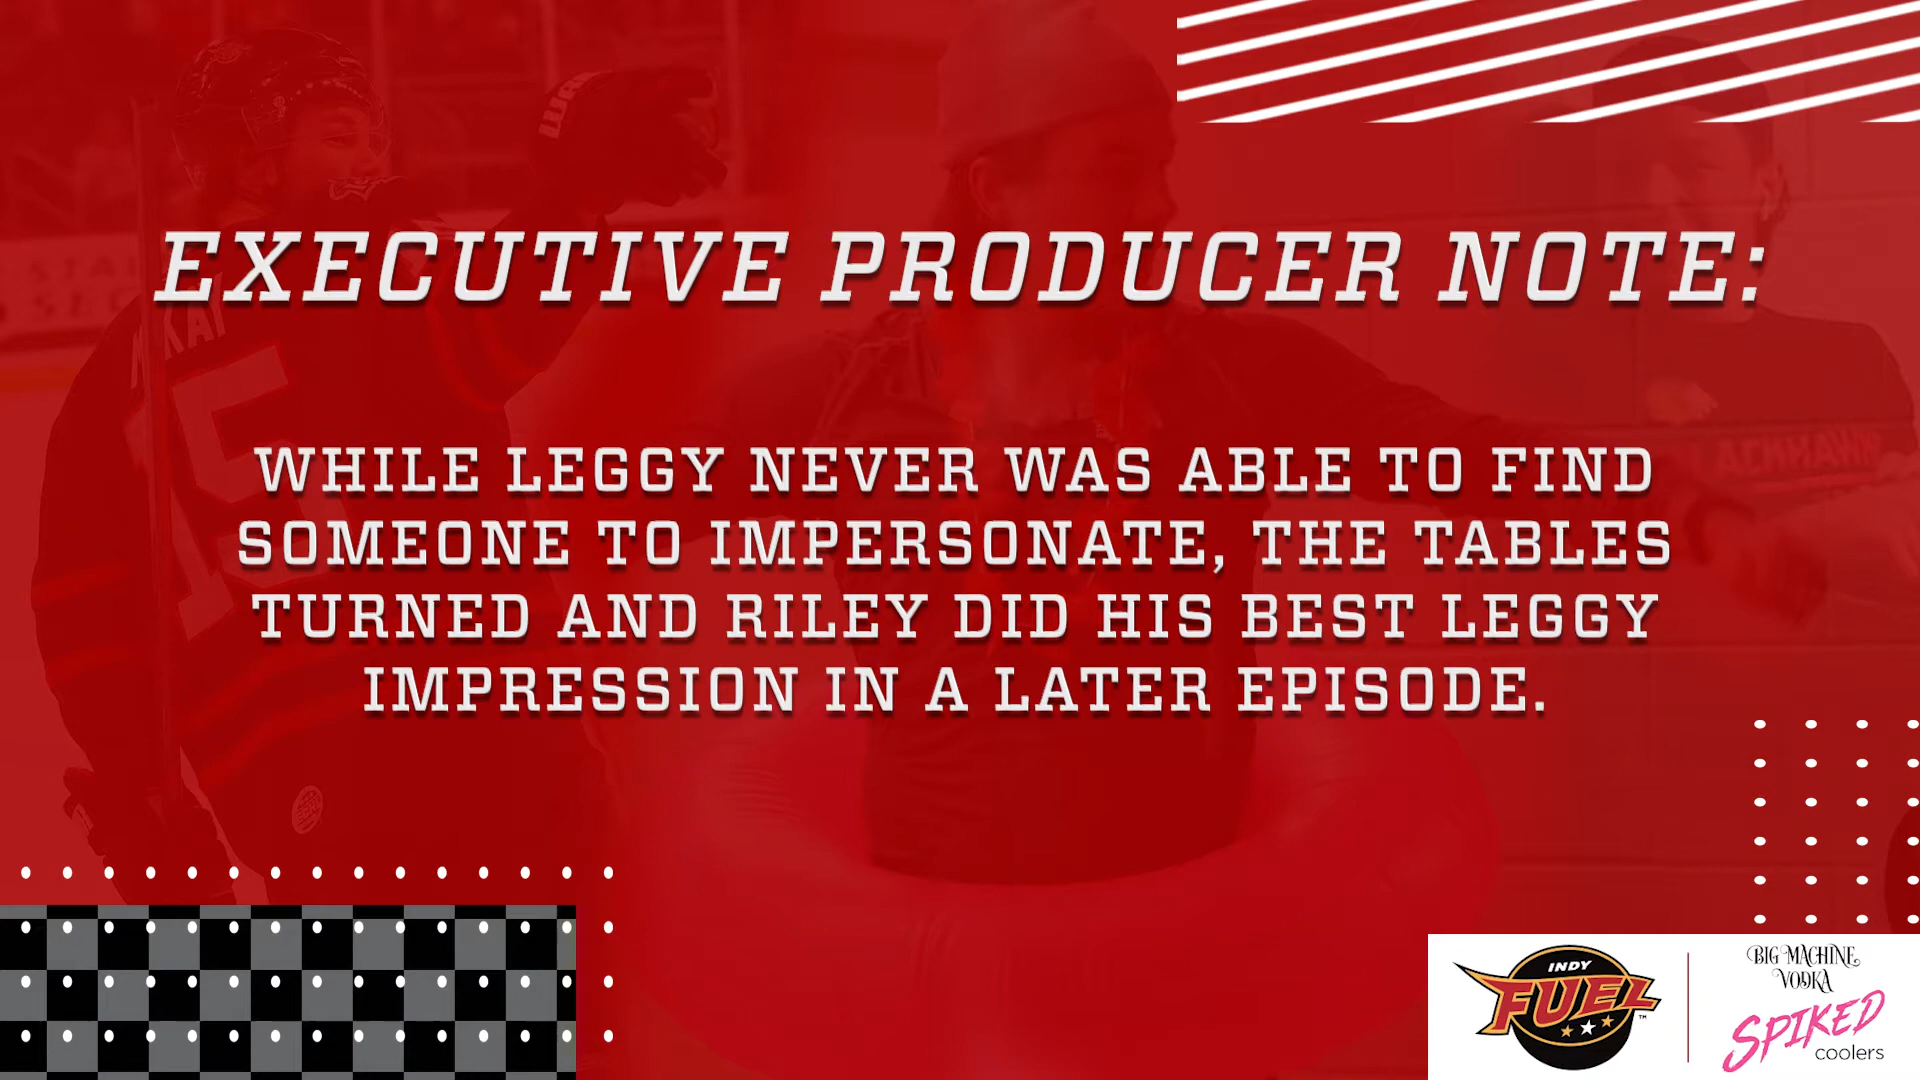 EXECUTIVE PRODUCER NOTE:
WHILE LEGGY NEVER WAS ABLE TO FIND
SOMEONE TO IMPERSONATE, THE TABLES
TURNED AND RILEY DID HIS BEST LEGGY
IMPRESSION IN A LATER EPISODE.
INDY
FUEL
TM
BIG MACHINE
VODKA
SPIKED
coolers